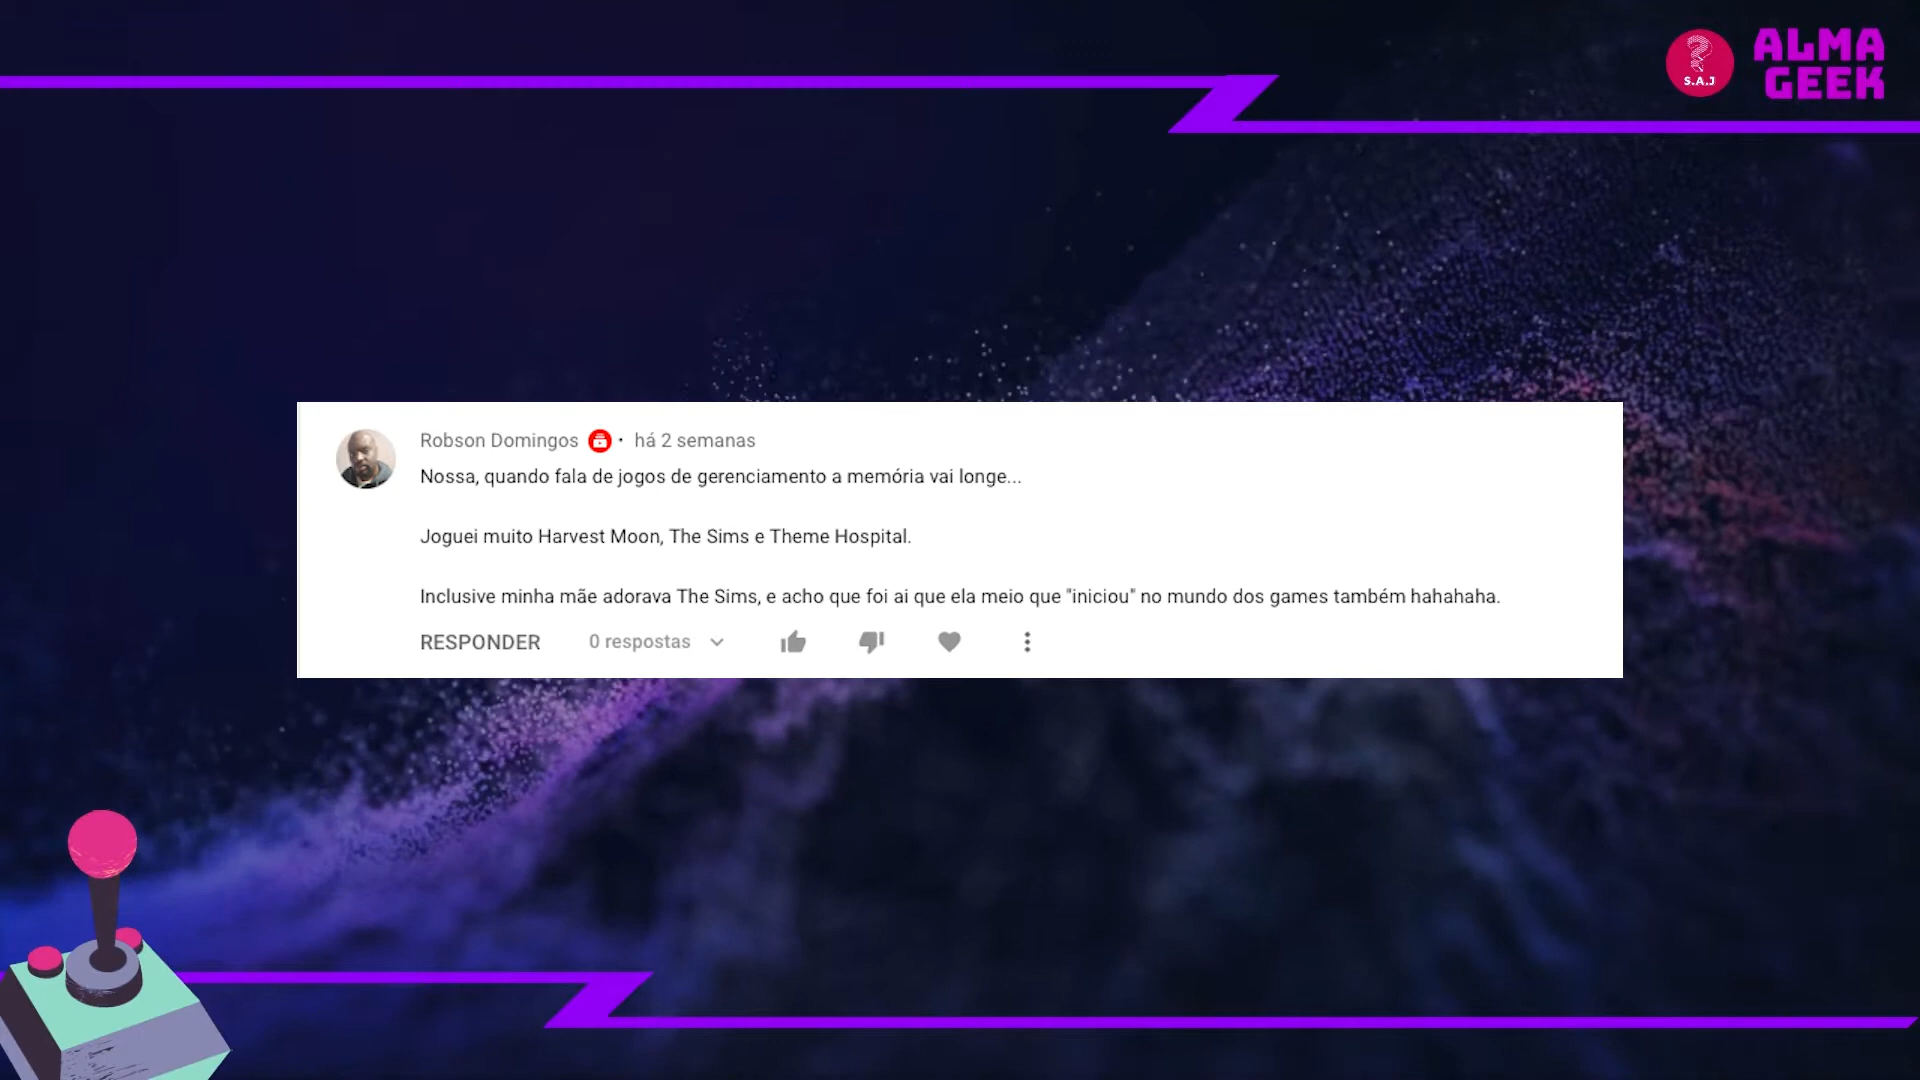 S.A.J
ALMA
GEEK
Robson Domingos · há 2 semanas
Nossa, quando fala de jogos de gerenciamento a memória vai longe...
Joguei muito Harvest Moon, The Sims e Theme Hospital.
Inclusive minha mãe adorava The Sims, e acho que foi ai que ela meio que "iniciou" no mundo dos games também hahahaha.
RESPONDER 0 respostas